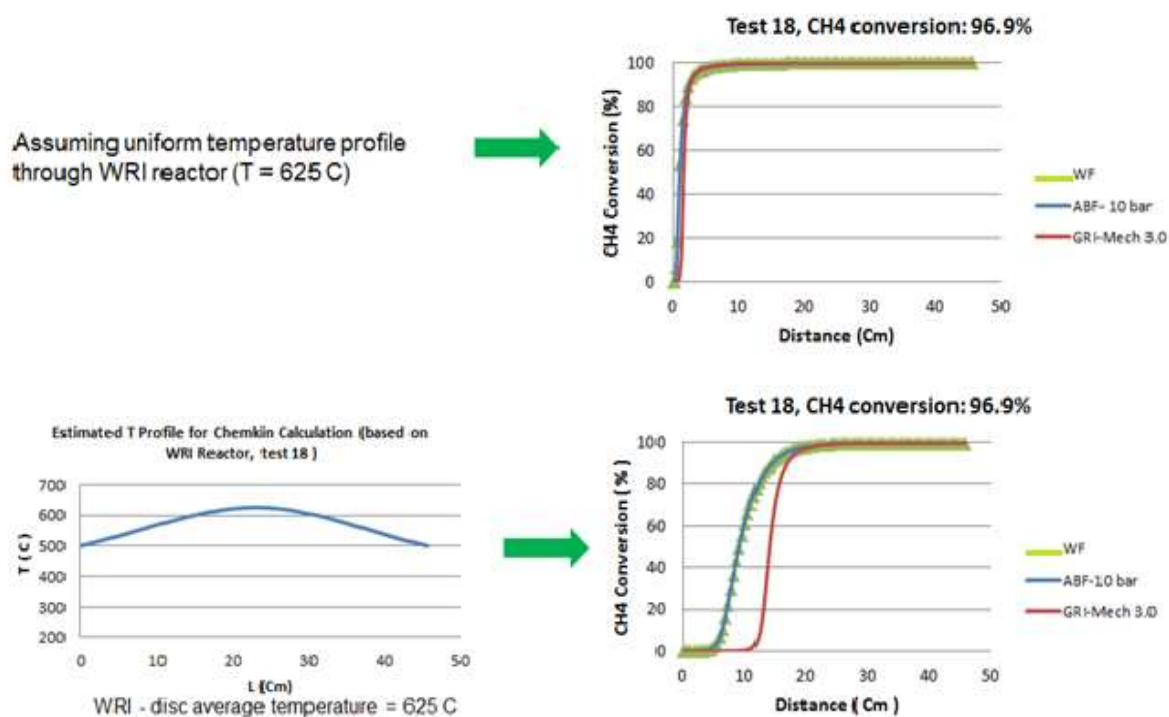 Test 18, CH4 conversion: 96.9%
Assuming uniform temperature profile
through WRI reactor (T = 625 C)
CH4 Conversion (%)
100
80
60
40
20
0
0 10 20 30 40 50
Distance (Cm)
WF
ABF- 10 bar
GRI-Mech 3.0
Estimated T Profile for Chemkin Calculation (based on
WRI Reactor, test 18 )
T ( C )
700
600
500
400
300
200
0 10 20 30 40 50
L (Cm)
WRI - disc average temperature = 625 C
Test 18, CH4 conversion: 96.9%
CH4 Conversion ( % )
100
80
60
40
20
0
0 10 20 30 40 50
Distance ( Cm )
WF
ABF-10 bar
GRI-Mech 3.0